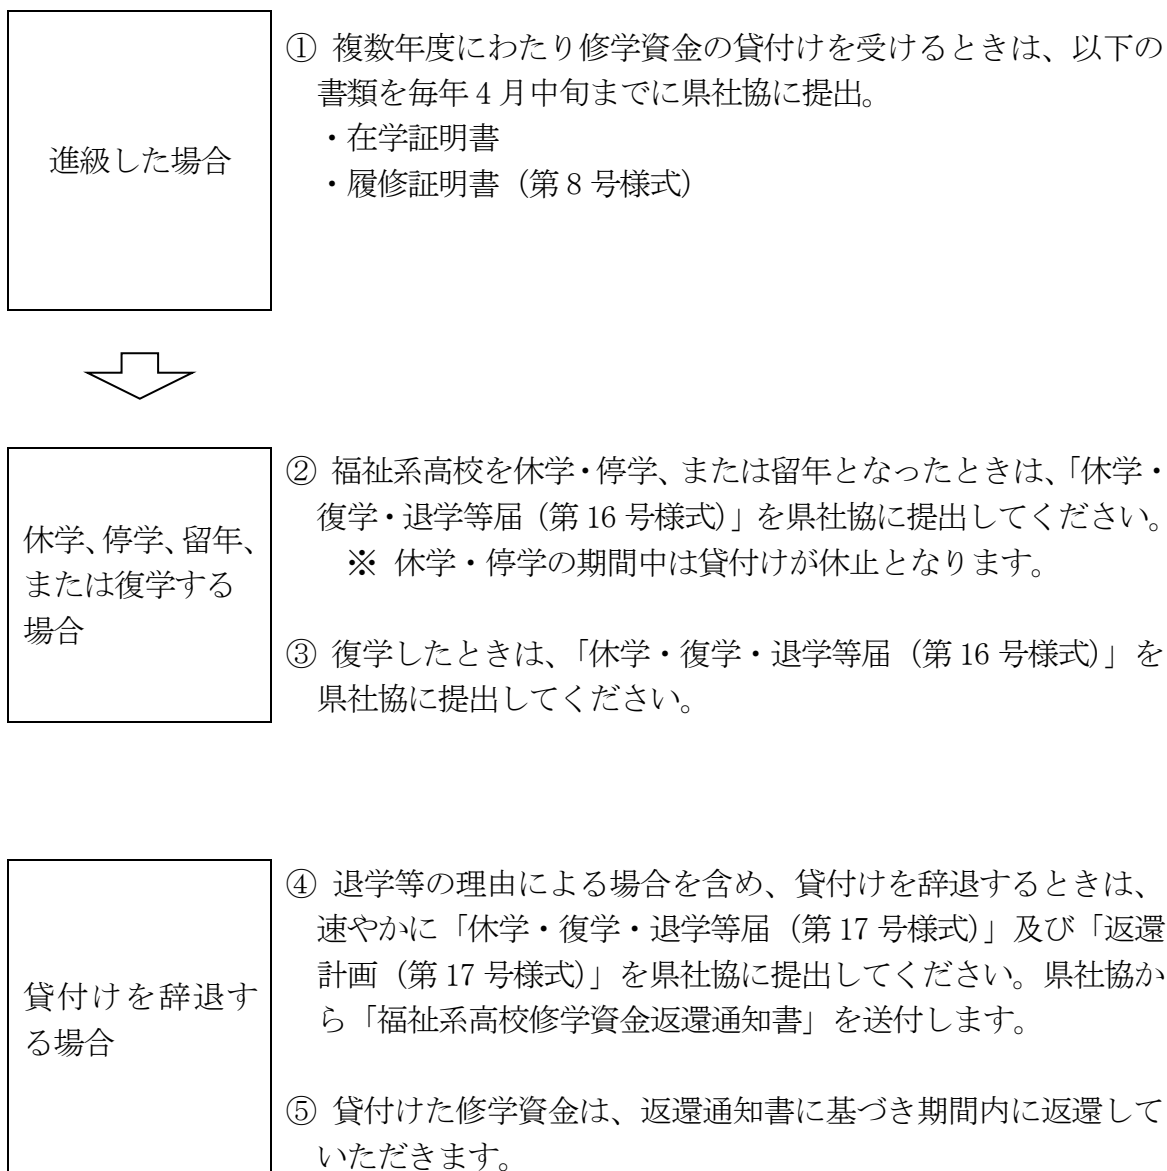 進級した場合
① 複数年度にわたり修学資金の貸付けを受けるときは、以下の
書類を毎年4月中旬までに県社協に提出。
・在学証明書
・履修証明書（第8号様式）
休学、停学、留年、
または復学する
場合
② 福祉系高校を休学・停学、または留年となったときは、「休学・
復学・退学等届（第16号様式）」を県社協に提出してください。
※ 休学・停学の期間中は貸付けが休止となります。
③ 復学したときは、「休学・復学・退学等届（第16号様式）」を
県社協に提出してください。
貸付けを辞退す
る場合
④ 退学等の理由による場合を含め、貸付けを辞退するときは、
速やかに「休学・復学・退学等届（第17号様式）」及び「返還
計画（第17号様式）」を県社協に提出してください。県社協か
ら「福祉系高校修学資金返還通知書」を送付します。
⑤ 貸付けた修学資金は、返還通知書に基づき期間内に返還して
いただきます。